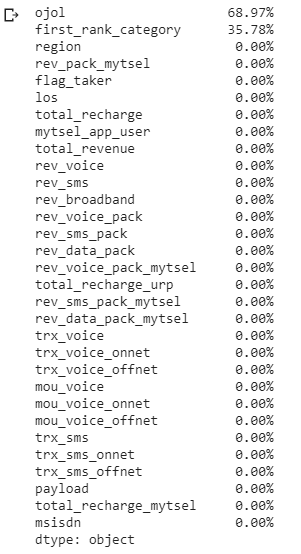 ojol 68.97%
first_rank_category 35.78%
region 0.00%
rev_pack_mytsel 0.00%
flag_taker 0.00%
los 0.00%
total_recharge 0.00%
mytsel_app_user 0.00%
total_revenue 0.00%
rev_voice 0.00%
rev_sms 0.00%
rev_broadband 0.00%
rev_voice_pack 0.00%
rev_sms_pack 0.00%
rev_data_pack 0.00%
rev_voice_pack_mytsel 0.00%
total_recharge_urp 0.00%
rev_sms_pack_mytsel 0.00%
rev_data_pack_mytsel 0.00%
trx_voice 0.00%
trx_voice_onnet 0.00%
trx_voice_offnet 0.00%
mou_voice 0.00%
mou_voice_onnet 0.00%
mou_voice_offnet 0.00%
trx_sms 0.00%
trx_sms_onnet 0.00%
trx_sms_offnet 0.00%
payload 0.00%
total_recharge_mytsel 0.00%
msisdn 0.00%
dtype: object